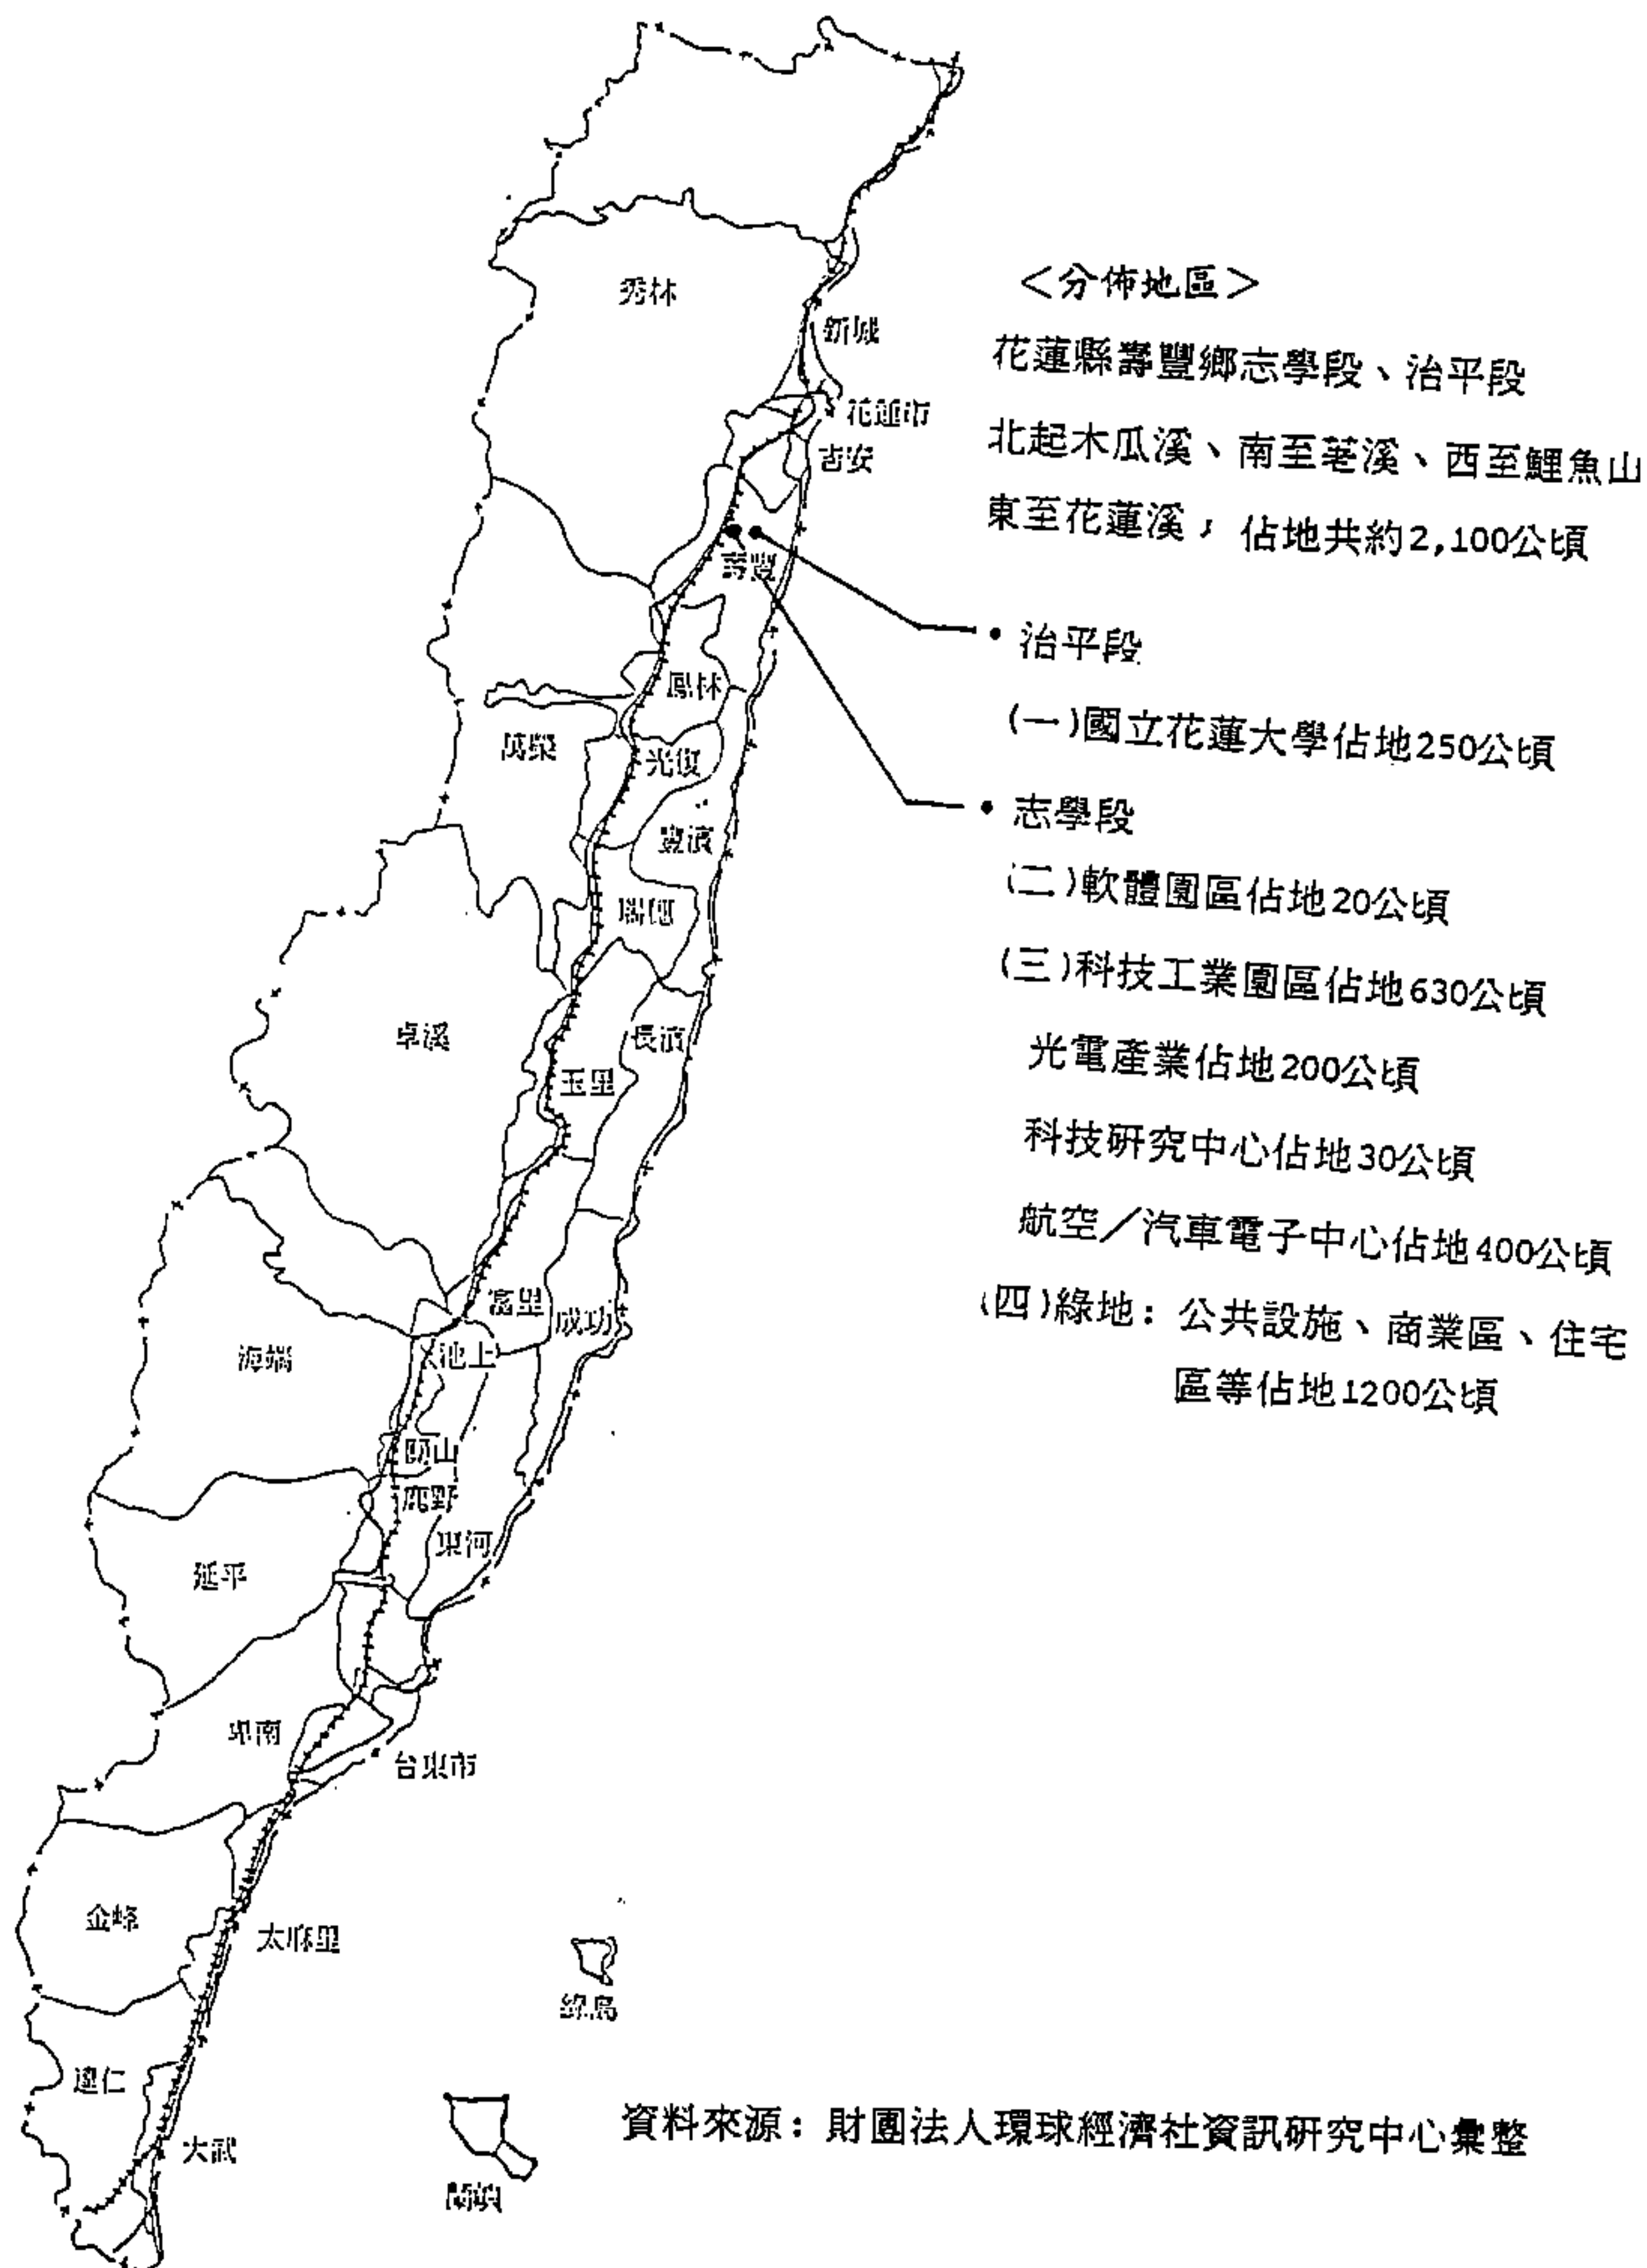 秀林
新城
花蓮市
吉安
壽豐
鳳林
萬榮
光復
豐濱
瑞穗
卓溪
長濱
玉里
富里
成功
海端
池上
關山
鹿野
東河
延平
卑南
台東市
金峰
太麻里
綠島
達仁
大武
蘭嶼
<分佈地區>
花蓮縣壽豐鄉志學段、治平段
北起木瓜溪、南至荖溪、西至鯉魚山
東至花蓮溪，佔地共約2,100公頃
• 治平段
(一)國立花蓮大學佔地250公頃
• 志學段
(二)軟體園區佔地20公頃
(三)科技工業園區佔地630公頃
光電產業佔地200公頃
科技研究中心佔地30公頃
航空／汽車電子中心佔地400公頃
(四)綠地：公共設施、商業區、住宅
區等佔地1200公頃
資料來源：財團法人環球經濟社資訊研究中心彙整